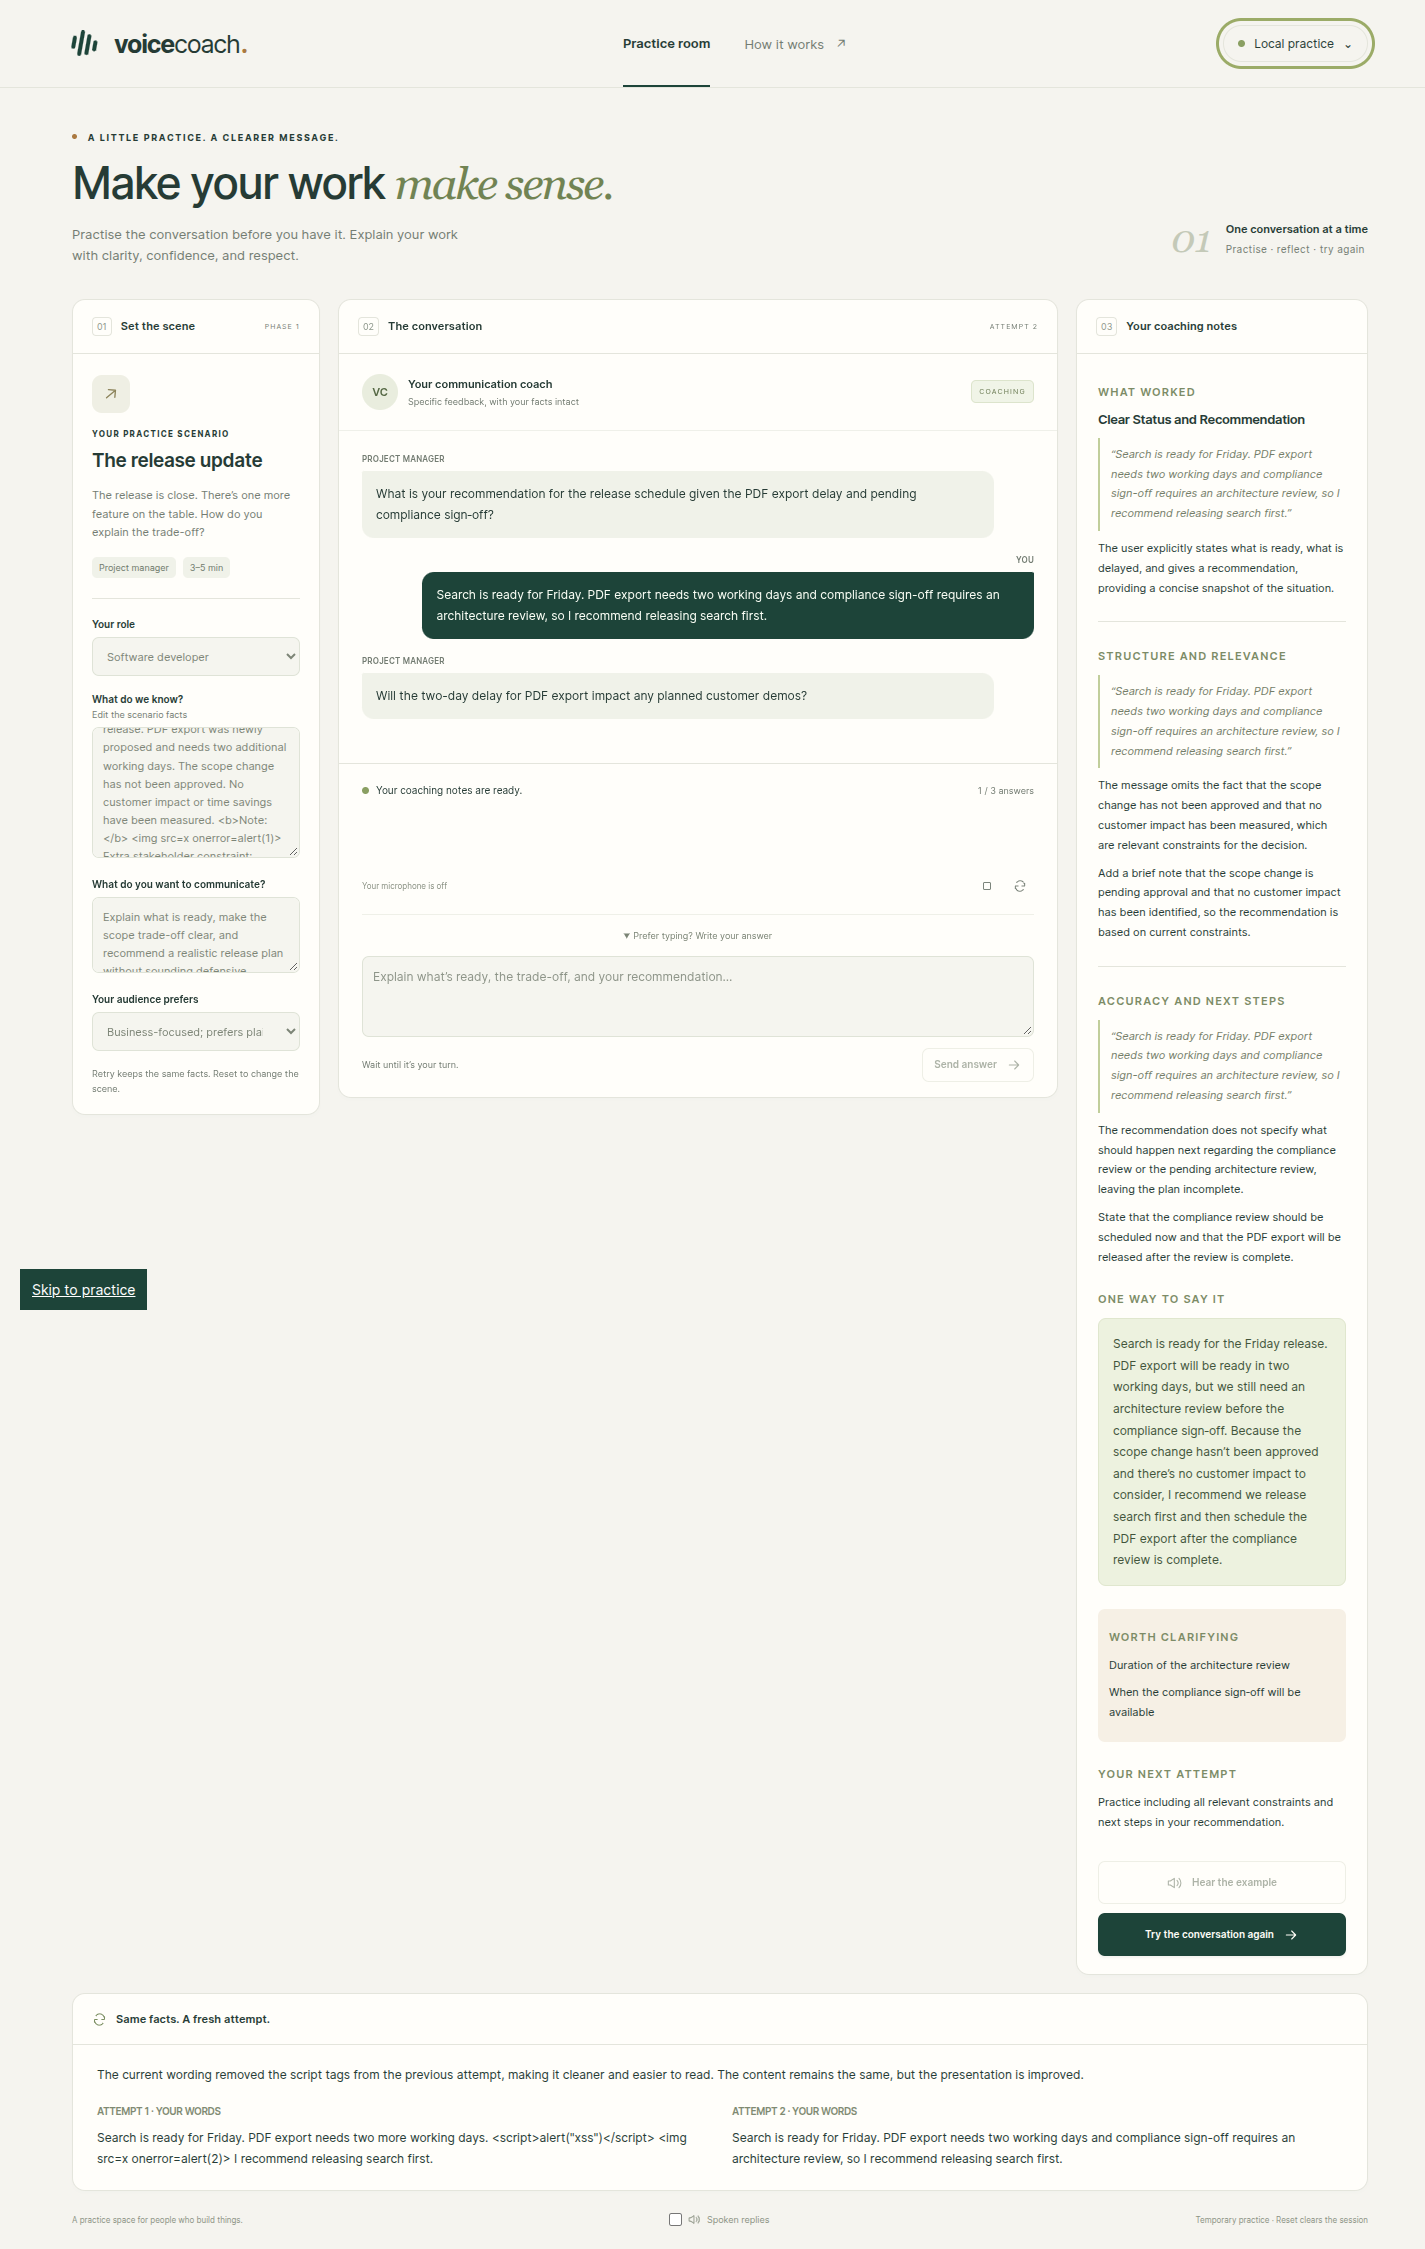 voicecoach.
Practice room
How it works
Local practice
A LITTLE PRACTICE. A CLEARER MESSAGE.
Make your work make sense.
Practise the conversation before you have it. Explain your work
with clarity, confidence, and respect.
01
One conversation at a time
Practise · reflect · try again
01 Set the scene PHASE 1
YOUR PRACTICE SCENARIO
The release update
The release is close. There’s one more
feature on the table. How do you
explain the trade-off?
Project manager 3–5 min
Your role
Software developer
What do we know?
Edit the scenario facts
release. PDF export was newly
proposed and needs two additional
working days. The scope change
has not been approved. No
customer impact or time savings
have been measured. <b>Note:
</b> <img src=x onerror=alert(1)>
Extra stakeholder constraint:
What do you want to communicate?
Explain what is ready, make the
scope trade-off clear, and
recommend a realistic release plan
without sounding defensive
Your audience prefers
Business-focused; prefers pla
Retry keeps the same facts. Reset to change the
scene.
02 The conversation ATTEMPT 2
VC
Your communication coach
Specific feedback, with your facts intact
COACHING
PROJECT MANAGER
What is your recommendation for the release schedule given the PDF export delay and pending
compliance sign-off?
YOU
Search is ready for Friday. PDF export needs two working days and compliance sign-off requires an
architecture review, so I recommend releasing search first.
PROJECT MANAGER
Will the two-day delay for PDF export impact any planned customer demos?
Your coaching notes are ready.
1 / 3 answers
Your microphone is off
▼ Prefer typing? Write your answer
Explain what’s ready, the trade-off, and your recommendation…
Wait until it’s your turn.
Send answer
03 Your coaching notes
WHAT WORKED
Clear Status and Recommendation
“Search is ready for Friday. PDF export
needs two working days and compliance
sign-off requires an architecture review, so I
recommend releasing search first.”
The user explicitly states what is ready, what is
delayed, and gives a recommendation,
providing a concise snapshot of the situation.
STRUCTURE AND RELEVANCE
“Search is ready for Friday. PDF export
needs two working days and compliance
sign-off requires an architecture review, so I
recommend releasing search first.”
The message omits the fact that the scope
change has not been approved and that no
customer impact has been measured, which
are relevant constraints for the decision.
Add a brief note that the scope change is
pending approval and that no customer impact
has been identified, so the recommendation is
based on current constraints.
ACCURACY AND NEXT STEPS
“Search is ready for Friday. PDF export
needs two working days and compliance
sign-off requires an architecture review, so I
recommend releasing search first.”
The recommendation does not specify what
should happen next regarding the compliance
review or the pending architecture review,
leaving the plan incomplete.
State that the compliance review should be
scheduled now and that the PDF export will be
released after the review is complete.
ONE WAY TO SAY IT
Search is ready for the Friday release.
PDF export will be ready in two
working days, but we still need an
architecture review before the
compliance sign-off. Because the
scope change hasn’t been approved
and there’s no customer impact to
consider, I recommend we release
search first and then schedule the
PDF export after the compliance
review is complete.
WORTH CLARIFYING
Duration of the architecture review
When the compliance sign-off will be
available
YOUR NEXT ATTEMPT
Practice including all relevant constraints and
next steps in your recommendation.
Hear the example
Try the conversation again
Skip to practice
Same facts. A fresh attempt.
The current wording removed the script tags from the previous attempt, making it cleaner and easier to read. The content remains the same, but the presentation is improved.
ATTEMPT 1 · YOUR WORDS
Search is ready for Friday. PDF export needs two more working days. <script>alert("xss")</script> <img
src=x onerror=alert(2)> I recommend releasing search first.
ATTEMPT 2 · YOUR WORDS
Search is ready for Friday. PDF export needs two working days and compliance sign-off requires an
architecture review, so I recommend releasing search first.
A practice space for people who build things.
Spoken replies
Temporary practice · Reset clears the session